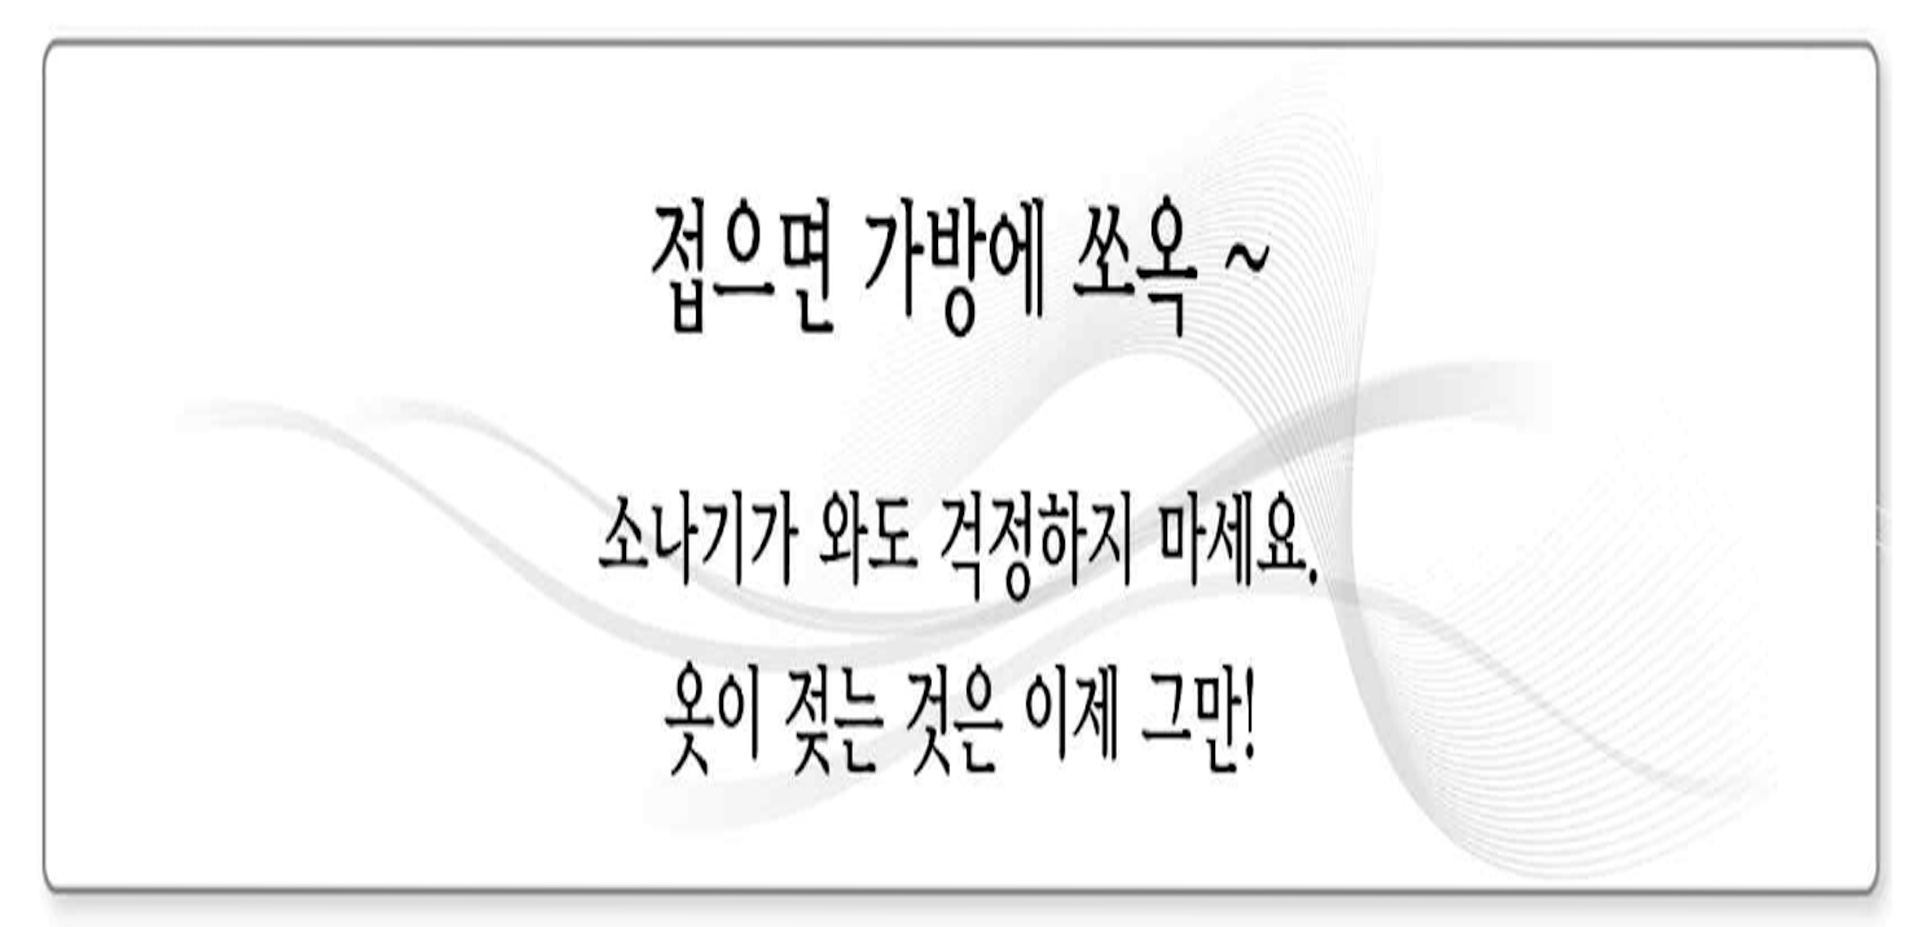 접으면 가방에 쏘옥 ~
소나기가 와도 걱정하지 마세요.
옷이 젖는 것은 이제 그만!